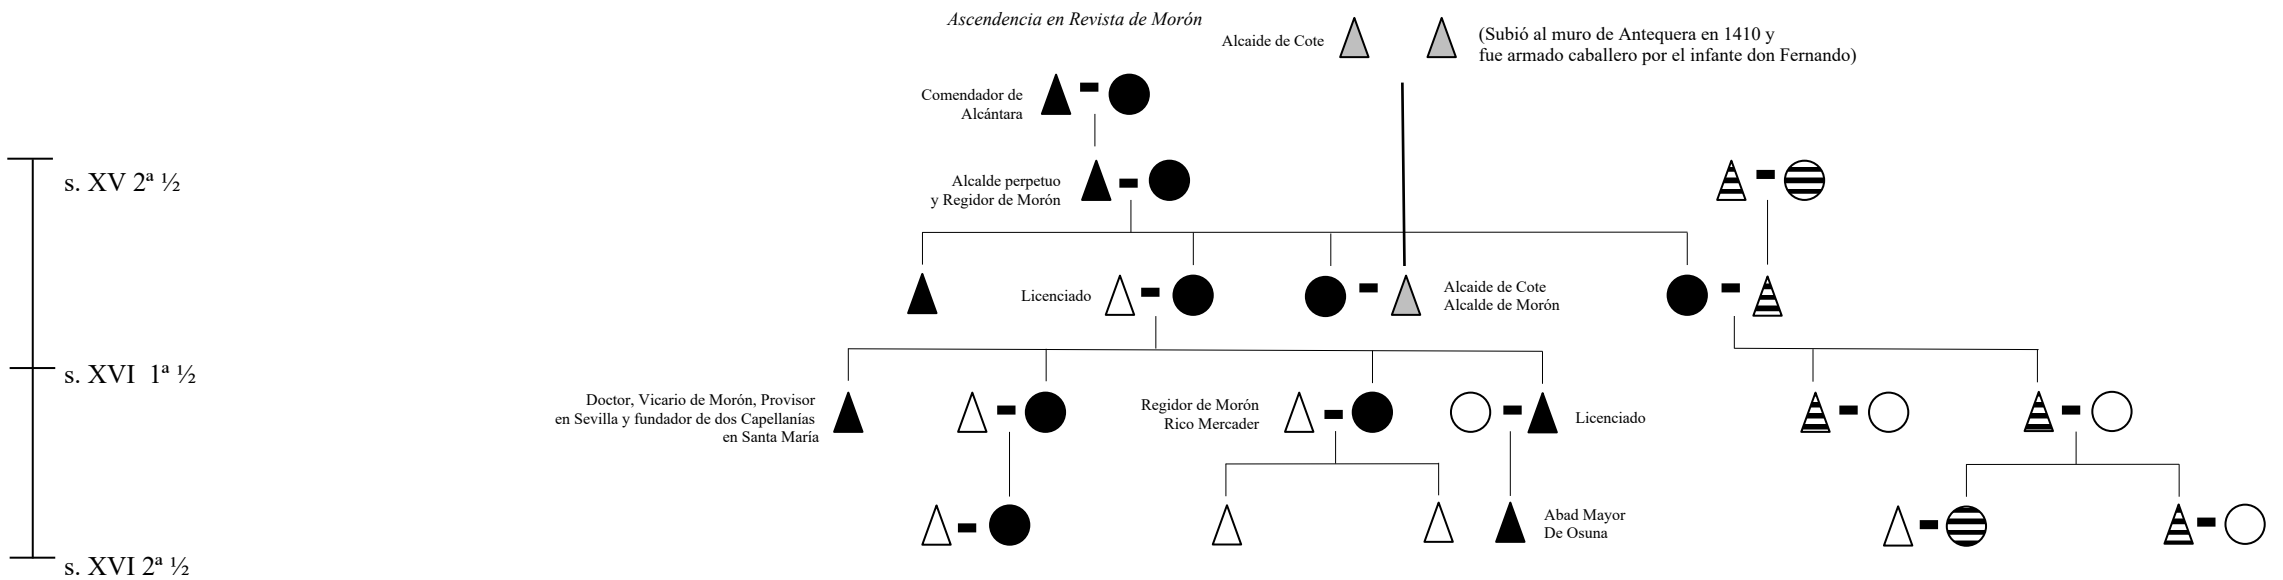 Ascendencia en Revista de Morón
Alcaide de Cote
(Subió al muro de Antequera en 1410 y
fue armado caballero por el infante don Fernando)
Comendador de
Alcántara
s. XV 2ª ½
Alcalde perpetuo
y Regidor de Morón
Licenciado
Alcaide de Cote
Alcalde de Morón
s. XVI 1ª ½
Doctor, Vicario de Morón, Provisor
en Sevilla y fundador de dos Capellanías
en Santa María
Regidor de Morón
Rico Mercader
Licenciado
Abad Mayor
De Osuna
s. XVI 2ª ½